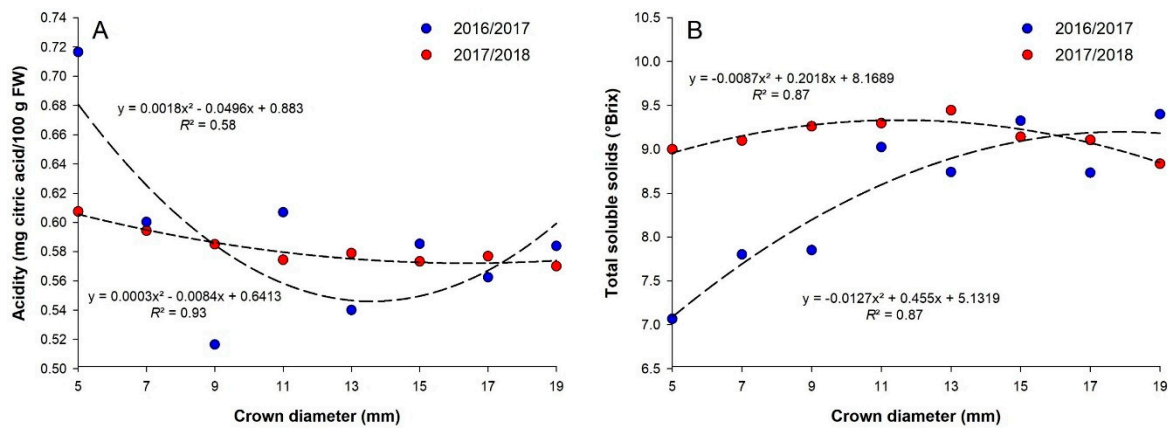 A
2016/2017
2017/2018
y = 0.0018x² - 0.0496x + 0.883
R² = 0.58
y = 0.0003x² - 0.0084x + 0.6413
R² = 0.93
Acidity (mg citric acid/100 g FW)
0.74
0.72
0.70
0.68
0.66
0.64
0.62
0.60
0.58
0.56
0.54
0.52
0.50
5 7 9 11 13 15 17 19
Crown diameter (mm)
B
2016/2017
2017/2018
y = -0.0087x² + 0.2018x + 8.1689
R² = 0.87
y = -0.0127x² + 0.455x + 5.1319
R² = 0.87
Total soluble solids (°Brix)
10.5
10.0
9.5
9.0
8.5
8.0
7.5
7.0
6.5
5 7 9 11 13 15 17 19
Crown diameter (mm)